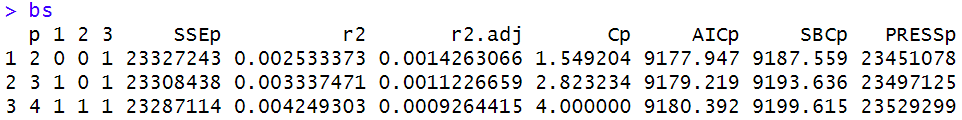 > bs
  p 1 2 3     SSEp          r2       r2.adj       Cp     AICp     SBCp   PRESSp
1 2 0 0 1 23327243 0.002533373 0.0014263066 1.549204 9177.947 9187.559 23451078
2 3 1 0 1 23308438 0.003337471 0.0011226659 2.823234 9179.219 9193.636 23497125
3 4 1 1 1 23287114 0.004249303 0.0009264415 4.000000 9180.392 9199.615 23529299